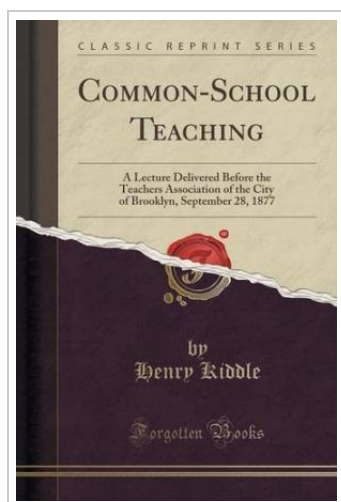 CLASSIC REPRINT SERIES
COMMON-SCHOOL
TEACHING
A Lecture Delivered Before the
Teachers Association of the City
of Brooklyn, September 28, 1877
by
Henry Kiddle
Forgotten Books